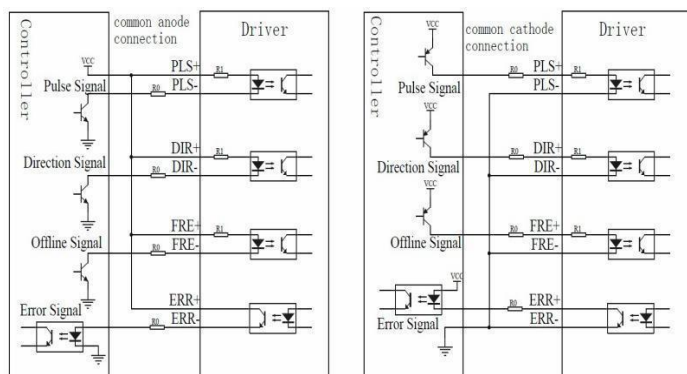 common anode
connection
Driver
Controller
VCC
PLS+
R1
Pulse Signal
PLS-
R0
DIR+
R1
Direction Signal
DIR-
R0
FRE+
R1
Offline Signal
FRE-
R0
ERR+
Error Signal
ERR-
R0
Controller
common cathode
connection
Driver
VCC
PLS+
R0
R1
Pulse Signal
PLS-
VCC
DIR+
R0
R1
Direction Signal
DIR-
VCC
FRE+
R0
R1
Offline Signal
FRE-
VCC
ERR+
R0
Error Signal
ERR-